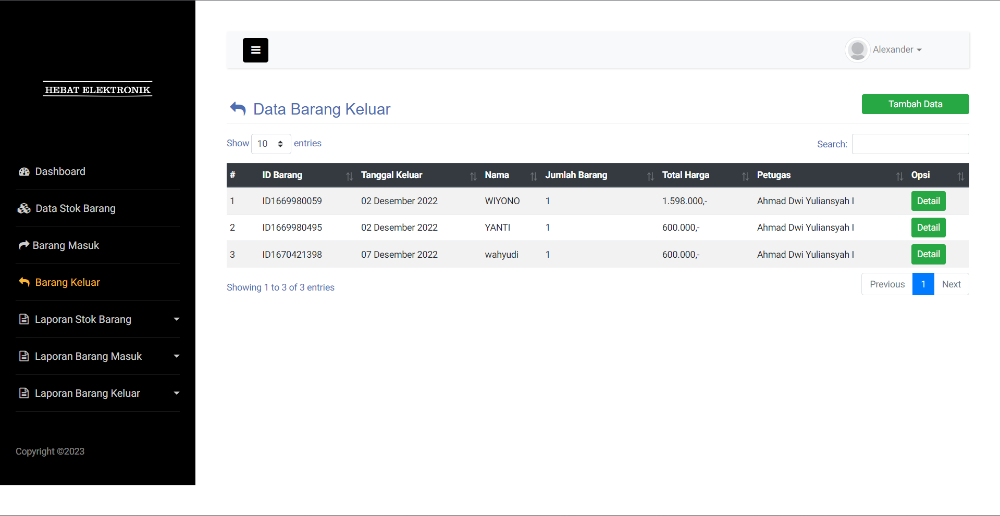 HEBAT ELEKTRONIK
Dashboard
Data Stok Barang
Barang Masuk
Barang Keluar
Laporan Stok Barang
Laporan Barang Masuk
Laporan Barang Keluar
Copyright ©2023
Alexander
Data Barang Keluar
Tambah Data
Show 10 entries
Search:
# ID Barang Tanggal Keluar Nama Jumlah Barang Total Harga Petugas Opsi
1 ID1669980059 02 Desember 2022 WIYONO 1 1.598.000,- Ahmad Dwi Yuliansyah I Detail
2 ID1669980495 02 Desember 2022 YANTI 1 600.000,- Ahmad Dwi Yuliansyah I Detail
3 ID1670421398 07 Desember 2022 wahyudi 1 600.000,- Ahmad Dwi Yuliansyah I Detail
Showing 1 to 3 of 3 entries
Previous 1 Next